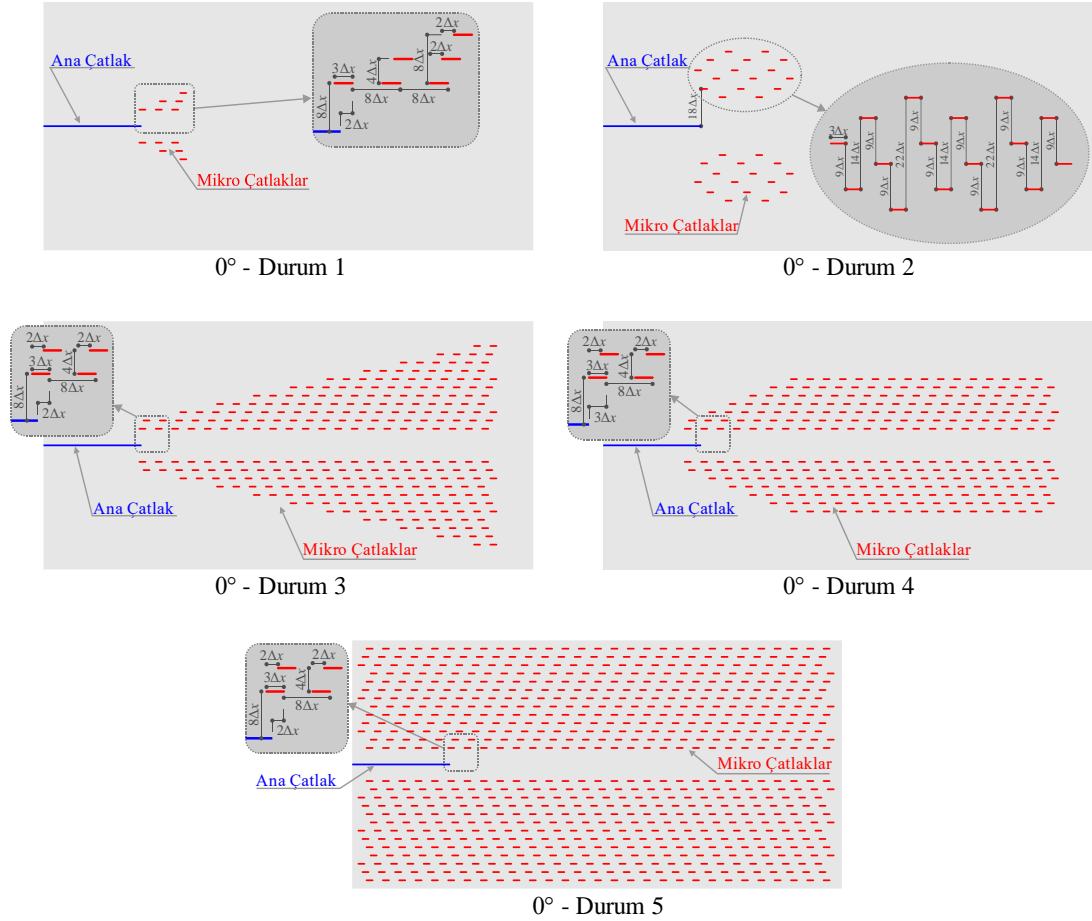 Ana Çatlak
Mikro Çatlaklar
2Δx
2Δx
8Δx
4Δx
3Δx
8Δx
8Δx
8Δx
2Δx
0° - Durum 1
Ana Çatlak
18Δx
Mikro Çatlaklar
3Δx
9Δx
14Δx
9Δx
9Δx
22Δx
9Δx
9Δx
14Δx
9Δx
9Δx
22Δx
9Δx
9Δx
14Δx
9Δx
0° - Durum 2
2Δx
2Δx
3Δx
4Δx
8Δx
8Δx
2Δx
Ana Çatlak
Mikro Çatlaklar
0° - Durum 3
2Δx
2Δx
3Δx
4Δx
8Δx
8Δx
3Δx
Ana Çatlak
Mikro Çatlaklar
0° - Durum 4
2Δx
2Δx
3Δx
4Δx
8Δx
8Δx
2Δx
Ana Çatlak
Mikro Çatlaklar
0° - Durum 5